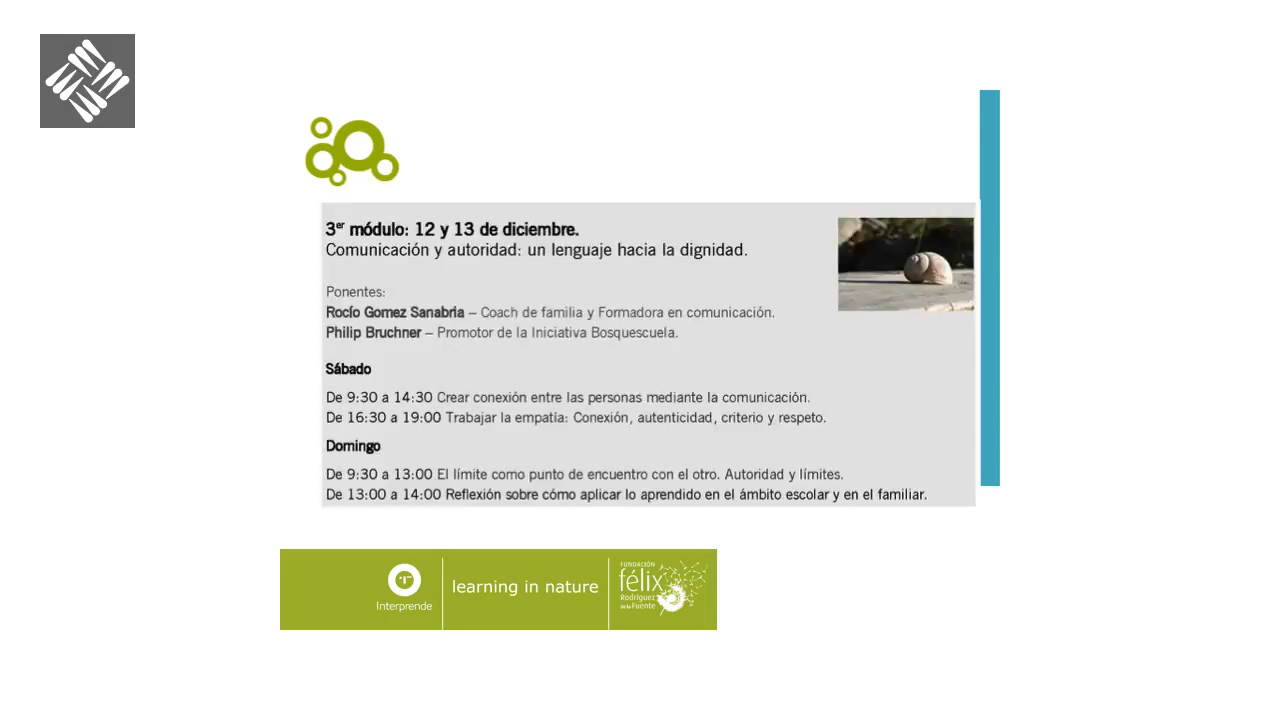 3er módulo: 12 y 13 de diciembre.
Comunicación y autoridad: un lenguaje hacia la dignidad.
Ponentes:
Rocío Gomez Sanabria – Coach de familia y Formadora en comunicación.
Philip Bruchner – Promotor de la Iniciativa Bosquescuela.
Sábado
De 9:30 a 14:30 Crear conexión entre las personas mediante la comunicación.
De 16:30 a 19:00 Trabajar la empatía: Conexión, autenticidad, criterio y respeto.
Domingo
De 9:30 a 13:00 El límite como punto de encuentro con el otro. Autoridad y límites.
De 13:00 a 14:00 Reflexión sobre cómo aplicar lo aprendido en el ámbito escolar y en el familiar.
Interprende
learning in nature
FUNDACIÓN
félix
Rodríguez
de la Fuente